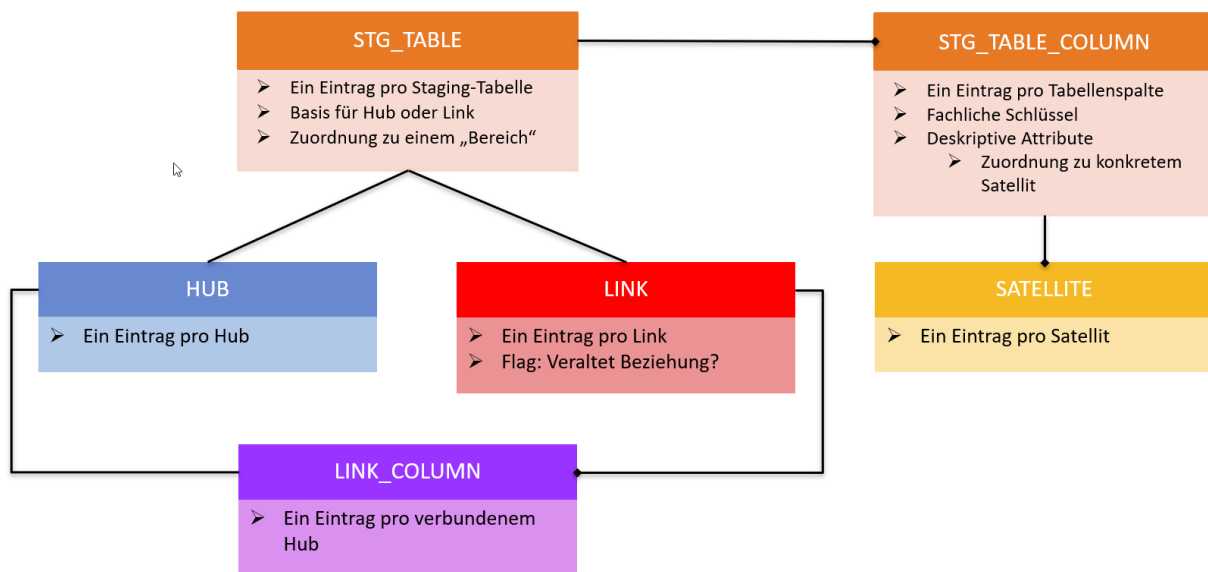 STG_TABLE
➢ Ein Eintrag pro Staging-Tabelle
➢ Basis für Hub oder Link
➢ Zuordnung zu einem „Bereich“
STG_TABLE_COLUMN
➢ Ein Eintrag pro Tabellenspalte
➢ Fachliche Schlüssel
➢ Deskriptive Attribute
➢ Zuordnung zu konkretem
Satellit
HUB
➢ Ein Eintrag pro Hub
LINK
➢ Ein Eintrag pro Link
➢ Flag: Veraltet Beziehung?
SATELLITE
➢ Ein Eintrag pro Satellit
LINK_COLUMN
➢ Ein Eintrag pro verbundenem
Hub